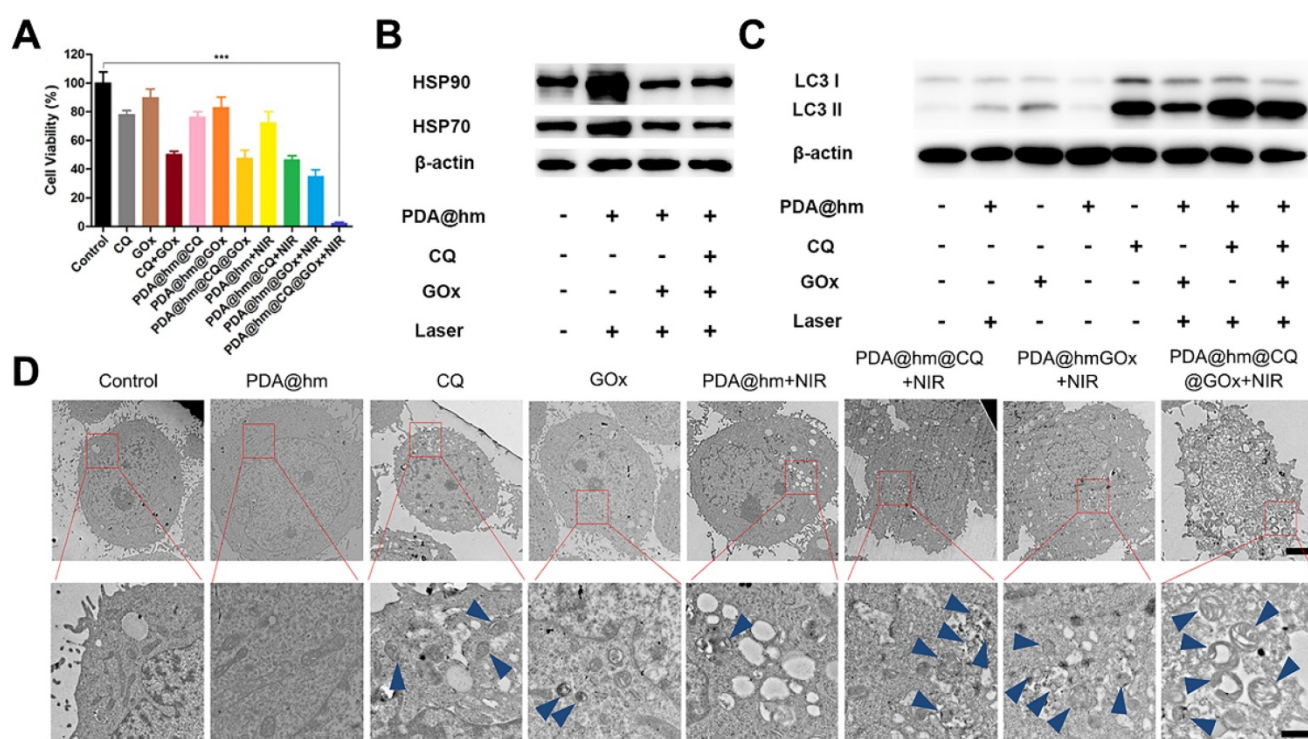 A
Cell Viability (%)
120
100
80
60
40
20
0
***
Control
CQ
GOx
CQ+GOx
PDA@hm@CQ
PDA@hm@GOx
PDA@hm@CQ@GOx
PDA@hm+NIR
PDA@hm@CQ+NIR
PDA@hm@GOx+NIR
PDA@hm@CQ@GOx+NIR
B
HSP90
HSP70
β-actin
PDA@hm - + + +
CQ - - - +
GOx - - + +
Laser - + + +
C
LC3 I
LC3 II
β-actin
PDA@hm - + - + - + + +
CQ - - - - + - + +
GOx - - + - - + - +
Laser - + - - - + + +
D
Control
PDA@hm
CQ
GOx
PDA@hm+NIR
PDA@hm@CQ
+NIR
PDA@hmGOx
+NIR
PDA@hm@CQ
@GOx+NIR